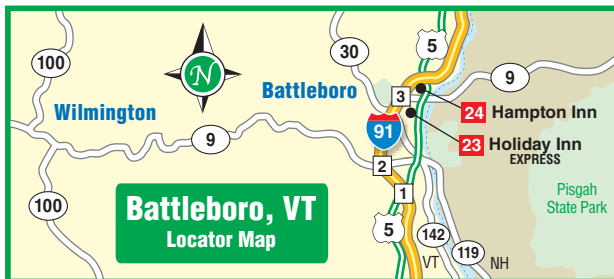 5
30
100
N
9
Battleboro
3
24 Hampton Inn
Wilmington
91
23 Holiday Inn
EXPRESS
9
2
Pisgah
State Park
1
Battleboro, VT
Locator Map
100
5
142
119
VT
NH